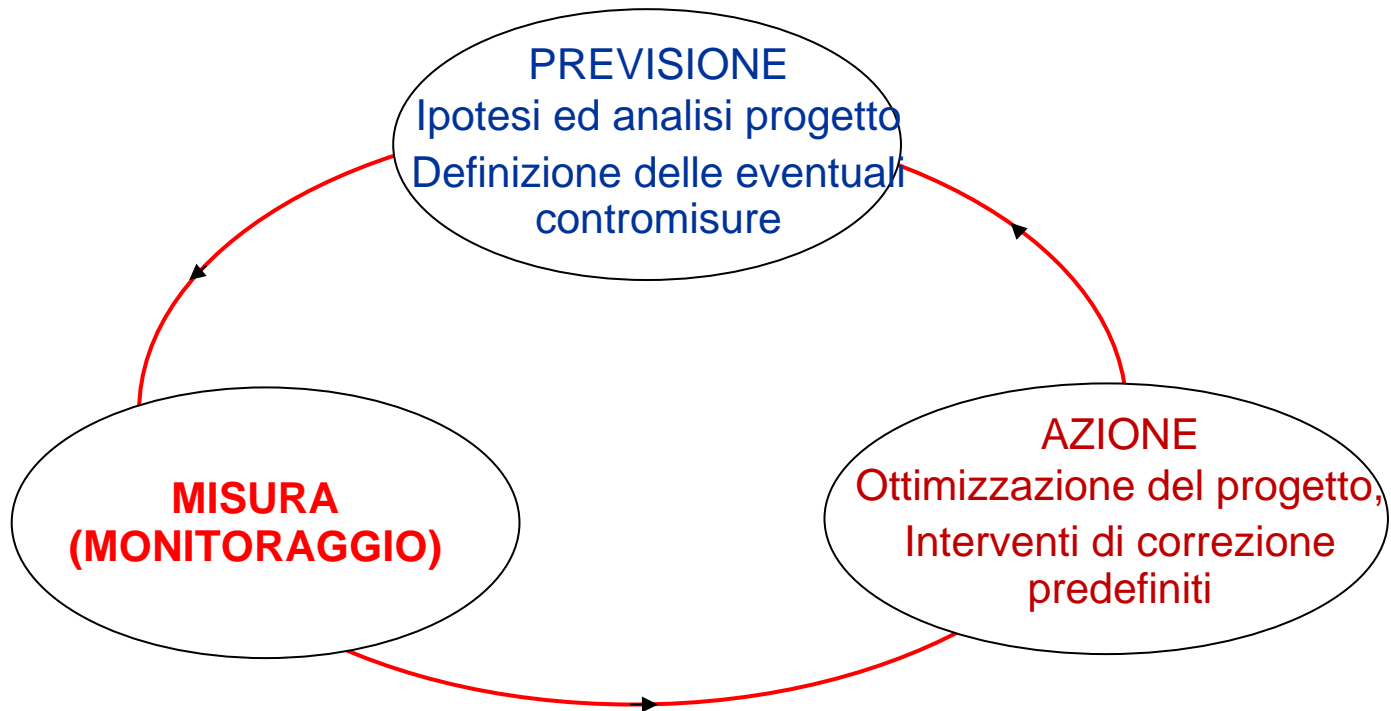 PREVISIONE
Ipotesi ed analisi progetto
Definizione delle eventuali
contromisure
MISURA
(MONITORAGGIO)
AZIONE
Ottimizzazione del progetto,
Interventi di correzione
predefiniti